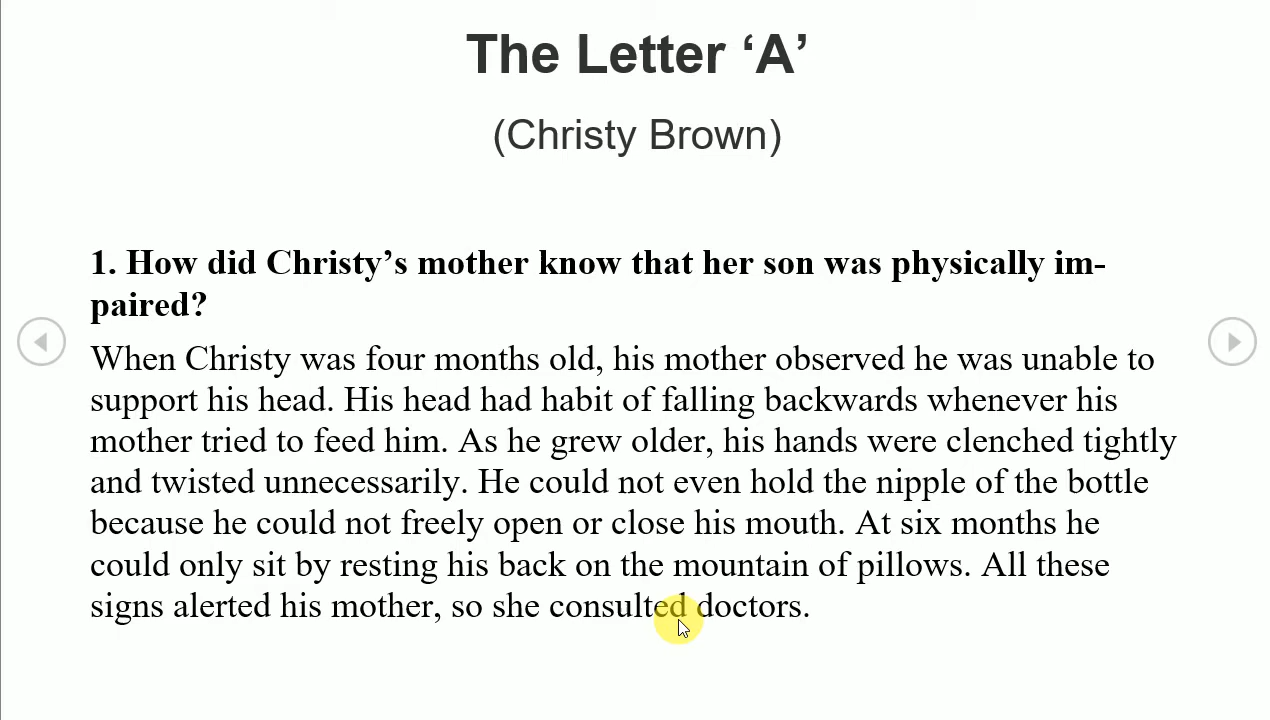 The Letter ‘A’
(Christy Brown)
1. How did Christy’s mother know that her son was physically im-
paired?
When Christy was four months old, his mother observed he was unable to
support his head. His head had habit of falling backwards whenever his
mother tried to feed him. As he grew older, his hands were clenched tightly
and twisted unnecessarily. He could not even hold the nipple of the bottle
because he could not freely open or close his mouth. At six months he
could only sit by resting his back on the mountain of pillows. All these
signs alerted his mother, so she consulted doctors.